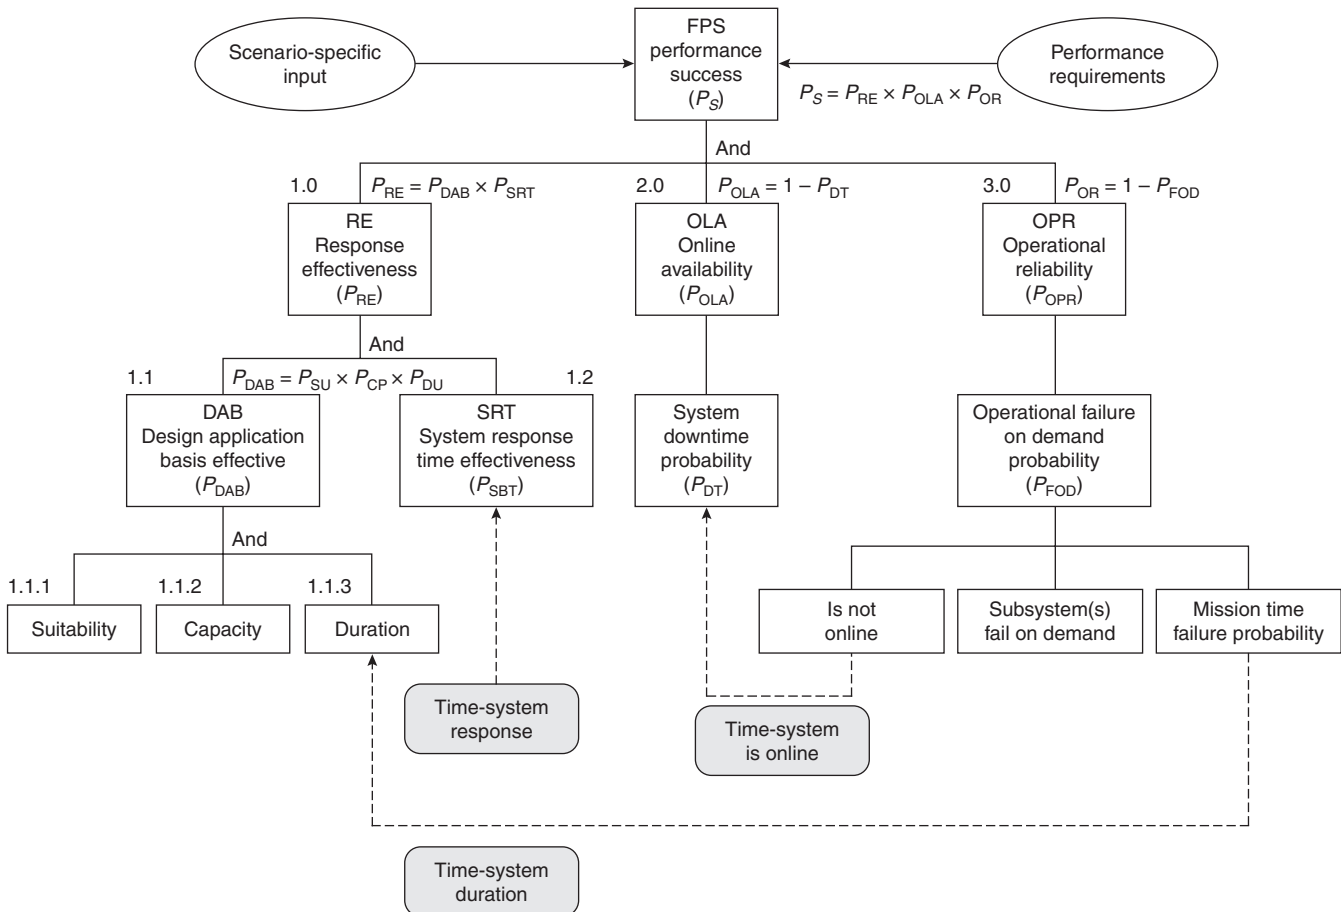 Scenario-specific
input
FPS
performance
success
(P_S)
Performance
requirements
P_S = P_RE × P_OLA × P_OR
And
1.0
P_RE = P_DAB × P_SRT
2.0
P_OLA = 1 – P_DT
3.0
P_OR = 1 – P_FOD
RE
Response
effectiveness
(P_RE)
OLA
Online
availability
(P_OLA)
OPR
Operational
reliability
(P_OPR)
And
1.1
P_DAB = P_SU × P_CP × P_DU
1.2
DAB
Design application
basis effective
(P_DAB)
SRT
System response
time effectiveness
(P_SBT)
System
downtime
probability
(P_DT)
Operational failure
on demand
probability
(P_FOD)
And
1.1.1
1.1.2
1.1.3
Suitability
Capacity
Duration
Is not
online
Subsystem(s)
fail on demand
Mission time
failure probability
Time-system
response
Time-system
is online
Time-system
duration